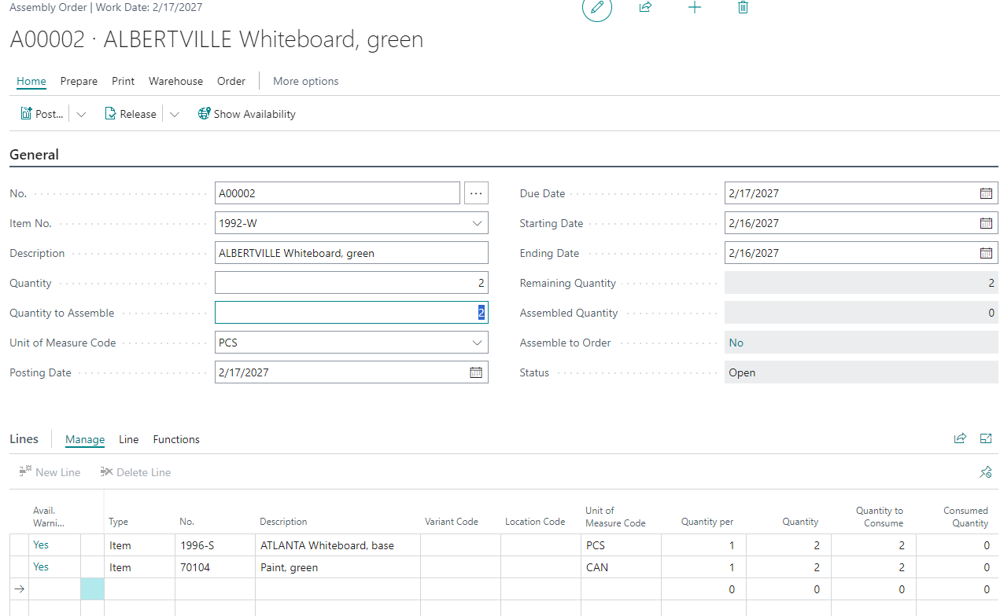 Assembly Order | Work Date: 2/17/2027
A00002 · ALBERTVILLE Whiteboard, green
Home Prepare Print Warehouse Order More options
Post... Release Show Availability
General
No. A00002 ...
Item No. 1992-W
Description ALBERTVILLE Whiteboard, green
Quantity 2
Quantity to Assemble 2
Unit of Measure Code PCS
Posting Date 2/17/2027
Due Date 2/17/2027
Starting Date 2/16/2027
Ending Date 2/16/2027
Remaining Quantity 2
Assembled Quantity 0
Assemble to Order No
Status Open
Lines Manage Line Functions
New Line Delete Line
Avail. Warni... Type No. Description Variant Code Location Code Unit of Measure Code Quantity per Quantity Quantity to Consume Consumed Quantity
Yes Item 1996-S ATLANTA Whiteboard, base PCS 1 2 2 0
Yes Item 70104 Paint, green CAN 1 2 2 0
0 0 0 0